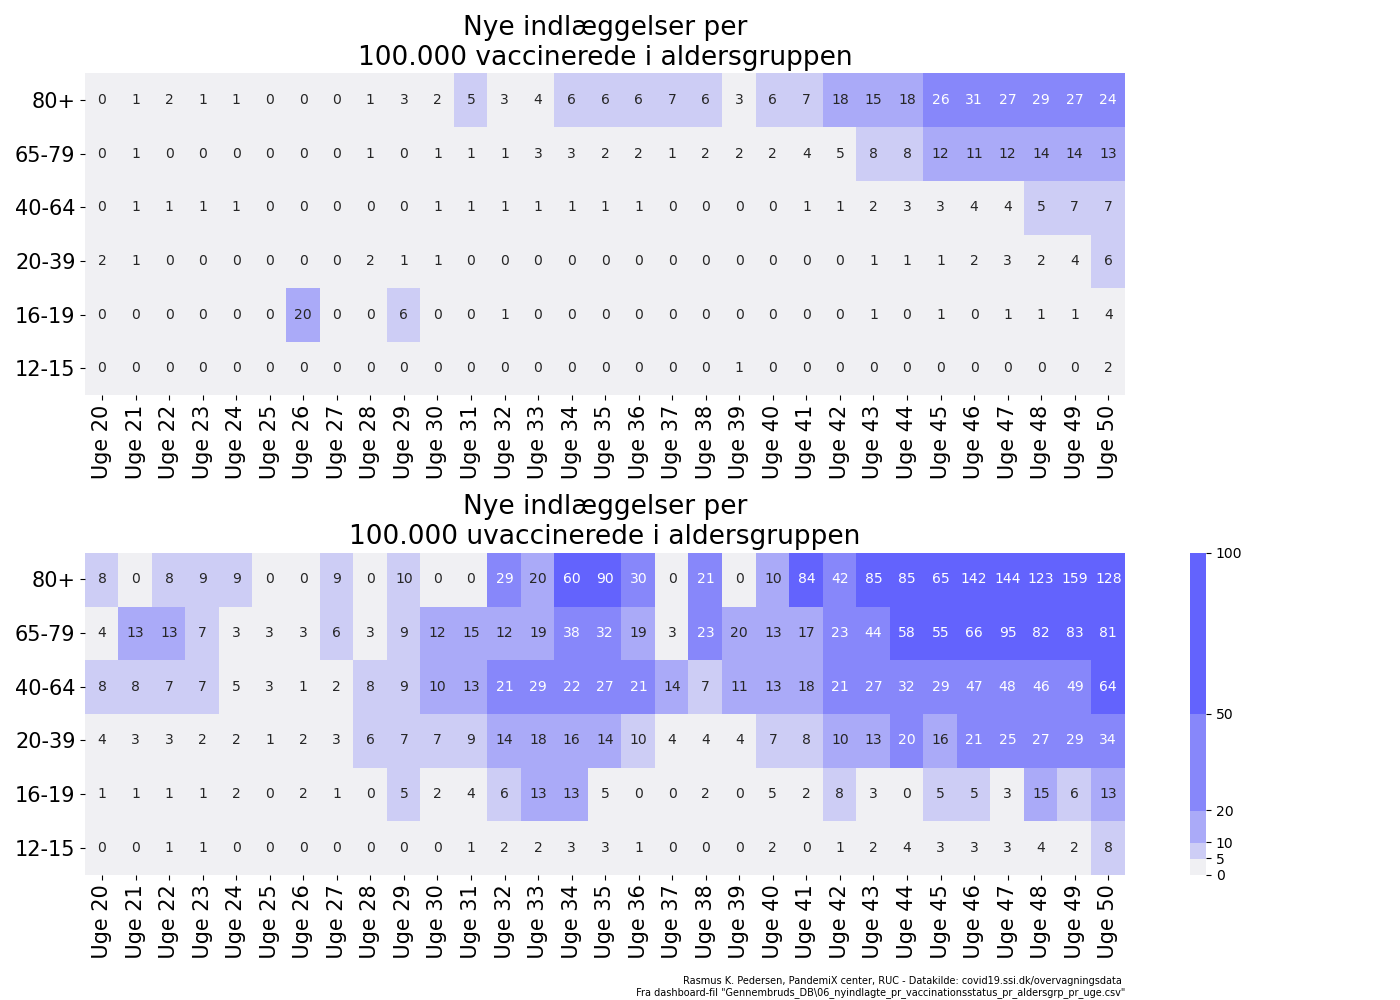 Nye indlæggelser per
100.000 vaccinerede i aldersgruppen
80+ 0 1 2 1 1 0 0 0 1 3 2 5 3 4 6 6 6 7 6 3 6 7 18 15 18 26 31 27 29 27 24
65-79 0 1 0 0 0 0 0 0 1 0 1 1 1 3 3 2 2 1 2 2 2 4 5 8 8 12 11 12 14 14 13
40-64 0 1 1 1 1 0 0 0 0 0 1 1 1 1 1 1 1 0 0 0 0 1 1 2 3 3 4 4 5 7 7
20-39 2 1 0 0 0 0 0 0 2 1 1 0 0 0 0 0 0 0 0 0 0 0 0 1 1 1 2 3 2 4 6
16-19 0 0 0 0 0 0 20 0 0 6 0 0 1 0 0 0 0 0 0 0 0 0 0 1 0 1 0 1 1 1 4
12-15 0 0 0 0 0 0 0 0 0 0 0 0 0 0 0 0 0 0 0 1 0 0 0 0 0 0 0 0 0 0 2
Uge 20 Uge 21 Uge 22 Uge 23 Uge 24 Uge 25 Uge 26 Uge 27 Uge 28 Uge 29 Uge 30 Uge 31 Uge 32 Uge 33 Uge 34 Uge 35 Uge 36 Uge 37 Uge 38 Uge 39 Uge 40 Uge 41 Uge 42 Uge 43 Uge 44 Uge 45 Uge 46 Uge 47 Uge 48 Uge 49 Uge 50
Nye indlæggelser per
100.000 uvaccinerede i aldersgruppen
80+ 8 0 8 9 9 0 0 9 0 10 0 0 29 20 60 90 30 0 21 0 10 84 42 85 85 65 142 144 123 159 128
65-79 4 13 13 7 3 3 3 6 3 9 12 15 12 19 38 32 19 3 23 20 13 17 23 44 58 55 66 95 82 83 81
40-64 8 8 7 7 5 3 1 2 8 9 10 13 21 29 22 27 21 14 7 11 13 18 21 27 32 29 47 48 46 49 64
20-39 4 3 3 2 2 1 2 3 6 7 7 9 14 18 16 14 10 4 4 4 7 8 10 13 20 16 21 25 27 29 34
16-19 1 1 1 1 2 0 2 1 0 5 2 4 6 13 13 5 0 0 2 0 5 2 8 3 0 5 5 3 15 6 13
12-15 0 0 1 1 0 0 0 0 0 0 0 1 2 2 3 3 1 0 0 0 2 0 1 2 4 3 3 3 4 2 8
Uge 20 Uge 21 Uge 22 Uge 23 Uge 24 Uge 25 Uge 26 Uge 27 Uge 28 Uge 29 Uge 30 Uge 31 Uge 32 Uge 33 Uge 34 Uge 35 Uge 36 Uge 37 Uge 38 Uge 39 Uge 40 Uge 41 Uge 42 Uge 43 Uge 44 Uge 45 Uge 46 Uge 47 Uge 48 Uge 49 Uge 50
100
50
20
10
5
0
Rasmus K. Pedersen, PandemiX center, RUC - Datakilde: covid19.ssi.dk/overvagningsdata
Fra dashboard-fil "Gennembruds_DB\06_nyindlagte_pr_vaccinationsstatus_pr_aldersgrp_pr_uge.csv"